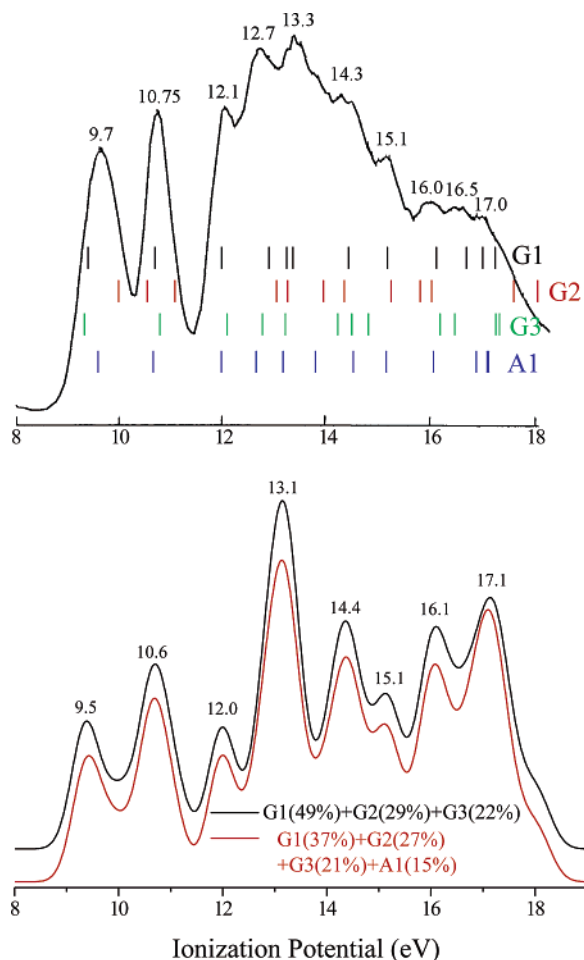 13.3
12.7
14.3
12.1
10.75
15.1
9.7
16.0 16.5
17.0
G1
G2
G3
A1
8 10 12 14 16 18
13.1
17.1
14.4
16.1
10.6
15.1
9.5
12.0
G1(49%)+G2(29%)+G3(22%)
G1(37%)+G2(27%)
+G3(21%)+A1(15%)
8 10 12 14 16 18
Ionization Potential (eV)